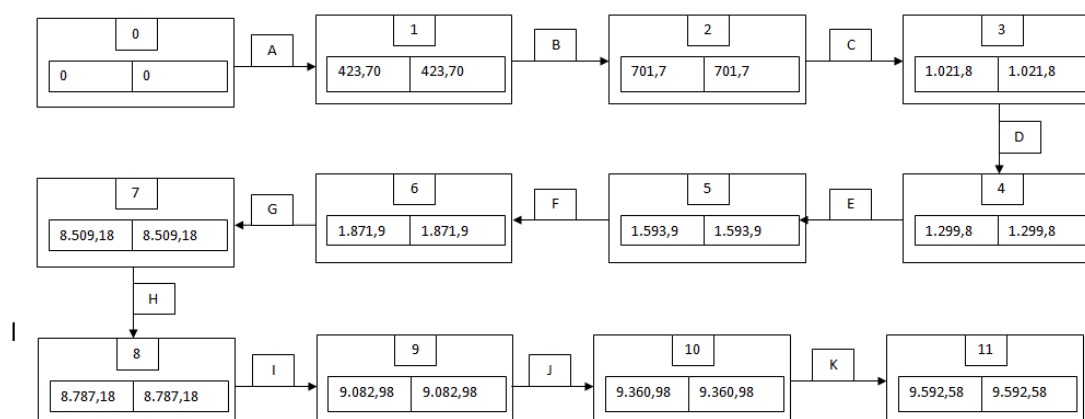 0
0 0
A
1
423,70 423,70
B
2
701,7 701,7
C
3
1.021,8 1.021,8
D
4
1.299,8 1.299,8
E
5
1.593,9 1.593,9
F
6
1.871,9 1.871,9
G
7
8.509,18 8.509,18
H
8
8.787,18 8.787,18
I
9
9.082,98 9.082,98
J
10
9.360,98 9.360,98
K
11
9.592,58 9.592,58